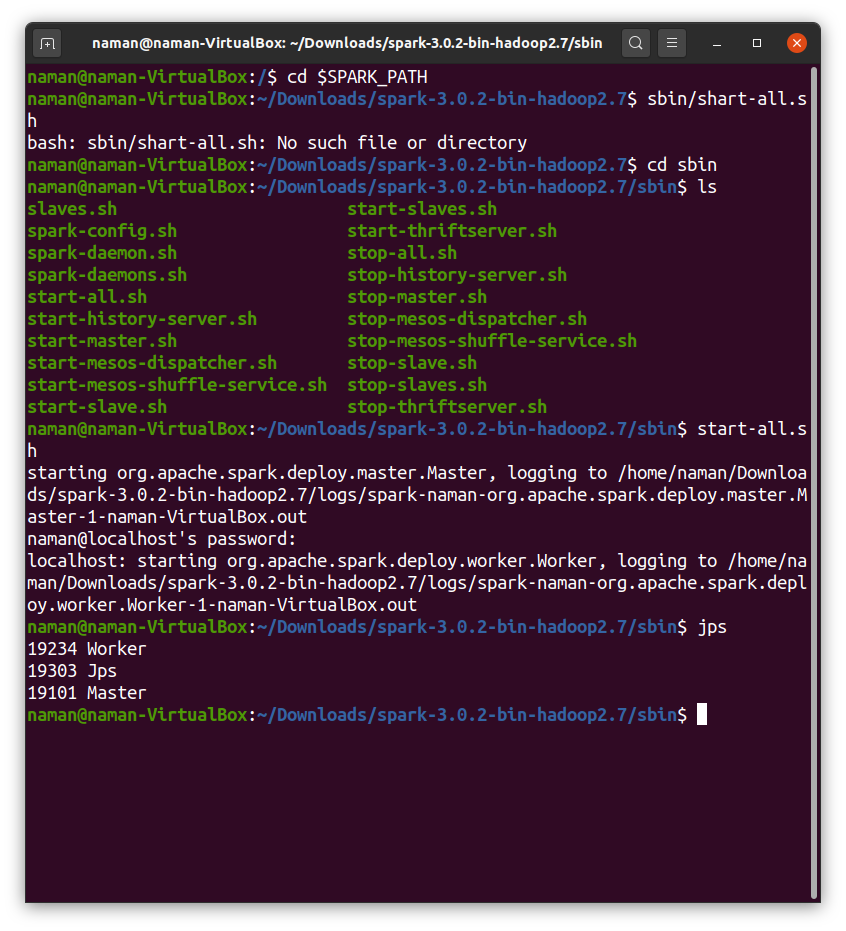 naman@naman-VirtualBox: ~/Downloads/spark-3.0.2-bin-hadoop2.7/sbin
naman@naman-VirtualBox:/$ cd $SPARK_PATH
naman@naman-VirtualBox:~/Downloads/spark-3.0.2-bin-hadoop2.7$ sbin/shart-all.s
h
bash: sbin/shart-all.sh: No such file or directory
naman@naman-VirtualBox:~/Downloads/spark-3.0.2-bin-hadoop2.7$ cd sbin
naman@naman-VirtualBox:~/Downloads/spark-3.0.2-bin-hadoop2.7/sbin$ ls
slaves.sh                       start-slaves.sh
spark-config.sh                 start-thriftserver.sh
spark-daemon.sh                 stop-all.sh
spark-daemons.sh                stop-history-server.sh
start-all.sh                    stop-master.sh
start-history-server.sh         stop-mesos-dispatcher.sh
start-master.sh                 stop-mesos-shuffle-service.sh
start-mesos-dispatcher.sh       stop-slave.sh
start-mesos-shuffle-service.sh  stop-slaves.sh
start-slave.sh                  stop-thriftserver.sh
naman@naman-VirtualBox:~/Downloads/spark-3.0.2-bin-hadoop2.7/sbin$ start-all.s
h
starting org.apache.spark.deploy.master.Master, logging to /home/naman/Downloa
ds/spark-3.0.2-bin-hadoop2.7/logs/spark-naman-org.apache.spark.deploy.master.M
aster-1-naman-VirtualBox.out
naman@localhost's password:
localhost: starting org.apache.spark.deploy.worker.Worker, logging to /home/na
man/Downloads/spark-3.0.2-bin-hadoop2.7/logs/spark-naman-org.apache.spark.depl
oy.worker.Worker-1-naman-VirtualBox.out
naman@naman-VirtualBox:~/Downloads/spark-3.0.2-bin-hadoop2.7/sbin$ jps
19234 Worker
19303 Jps
19101 Master
naman@naman-VirtualBox:~/Downloads/spark-3.0.2-bin-hadoop2.7/sbin$